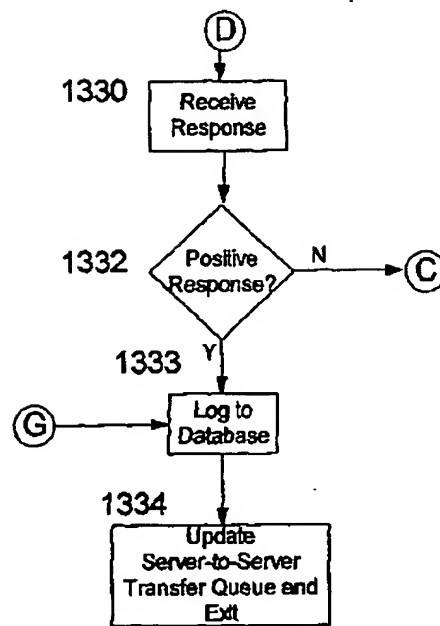 D
1330
Receive
Response
1332
Positive
Response?
N
C
1333
Y
G
Log to
Database
1334
Update
Server-to-Server
Transfer Queue and
Exit